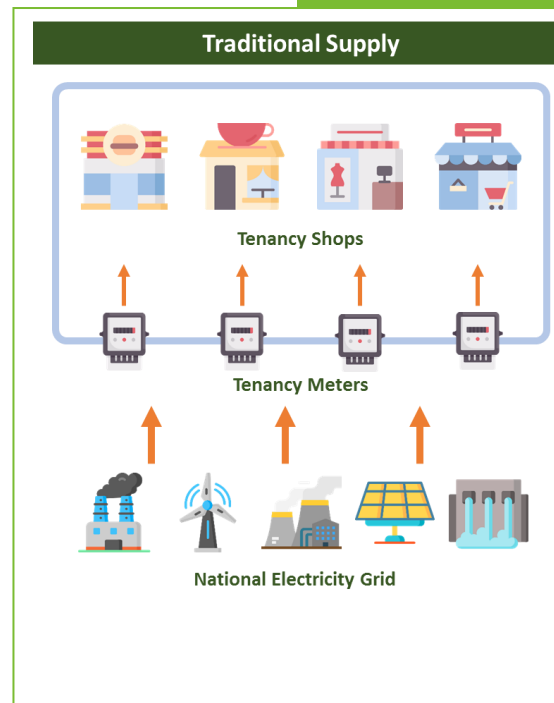 Traditional Supply
Tenancy Shops
Tenancy Meters
National Electricity Grid